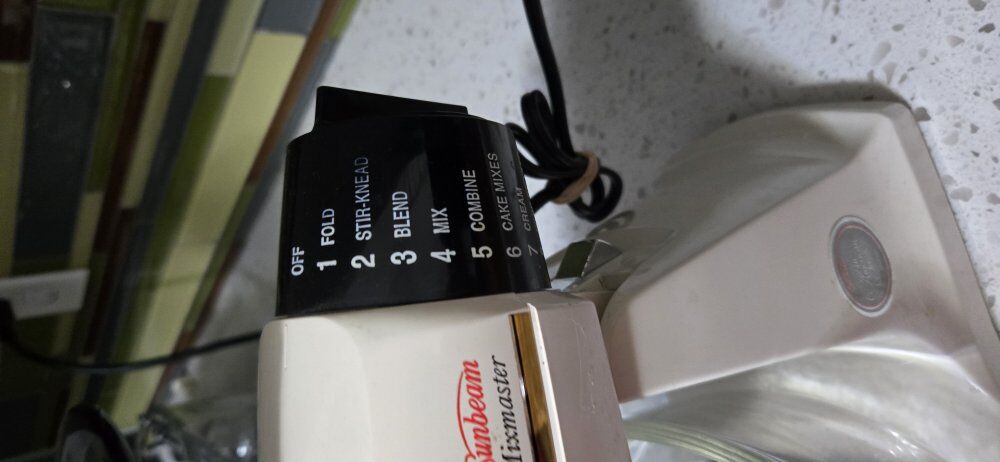 OFF
1 FOLD
2 STIR-KNEAD
3 BLEND
4 MIX
5 COMBINE
6 CAKE MIXES
7 CREAM
Sunbeam
Mixmaster